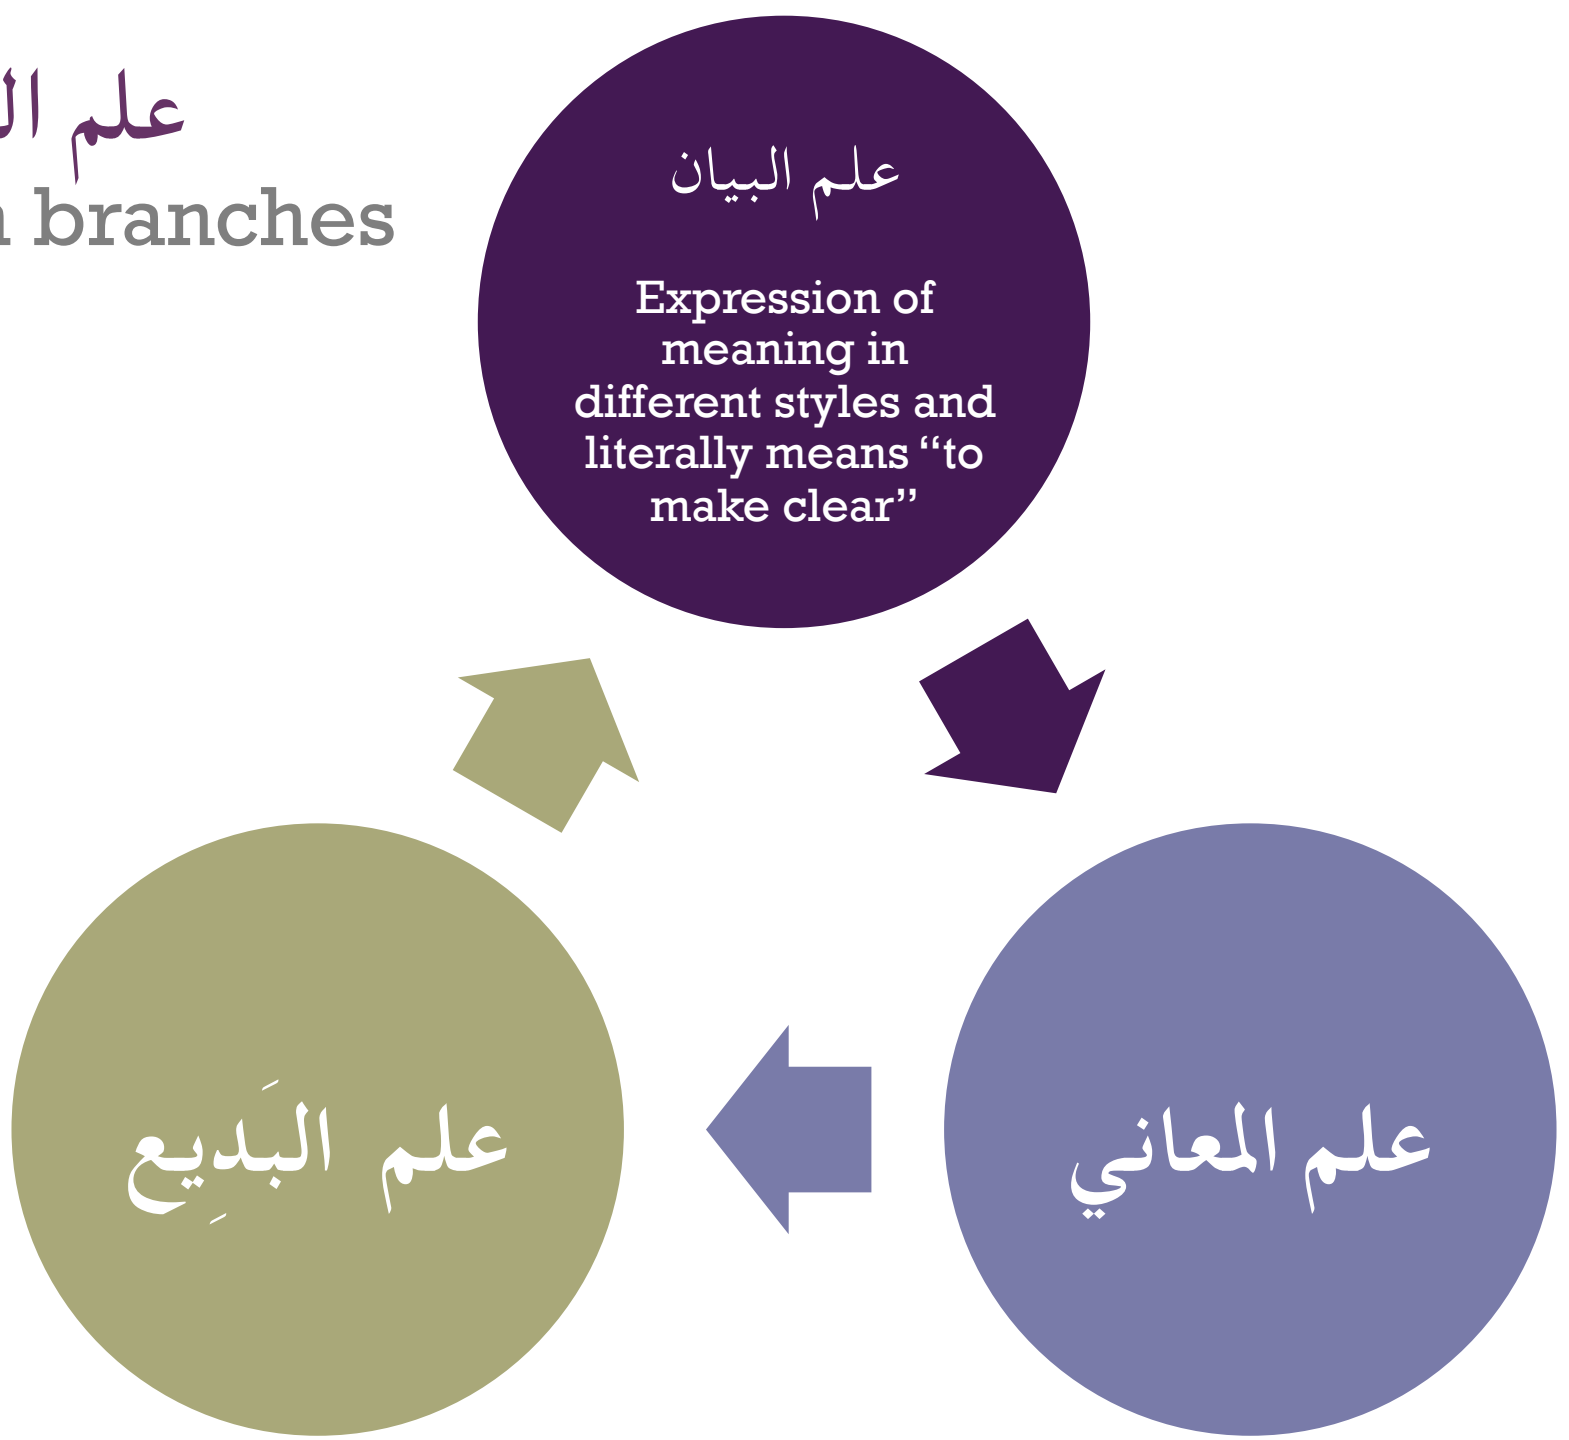 علم
branches
علم البيان
Expression of
meaning in
different styles and
literally means “to
make clear”
علم البَدِيع
علم المعاني